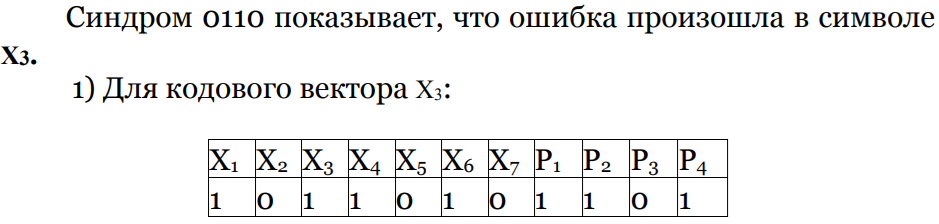 Синдром 0110 показывает, что ошибка произошла в символе
X3.
1) Для кодового вектора X₃:
X₁ X₂ X₃ X₄ X₅ X₆ X₇ P₁ P₂ P₃ P₄
1 0 1 1 0 1 0 1 1 0 1